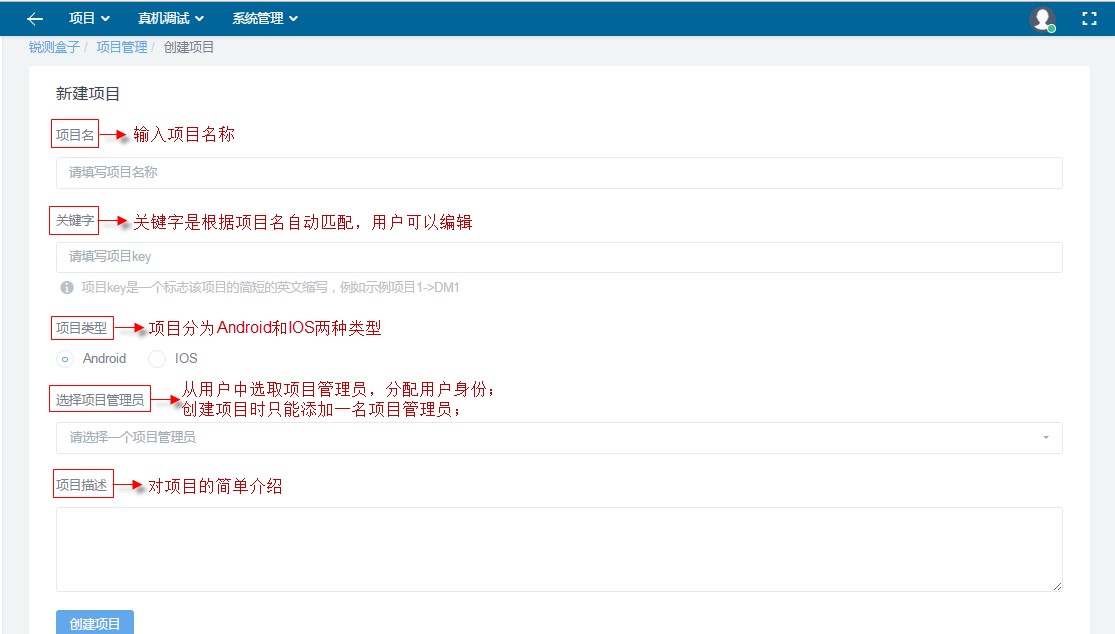 项目 真机调试 系统管理
锐测盒子 / 项目管理 / 创建项目
新建项目
项目名 输入项目名称
请填写项目名称
关键字 关键字是根据项目名自动匹配，用户可以编辑
请填写项目key
项目key是一个标志该项目的简短的英文缩写，例如示例项目1->DM1
项目类型 项目分为Android和IOS两种类型
Android IOS
选择项目管理员 从用户中选取项目管理员，分配用户身份；
创建项目时只能添加一名项目管理员；
请选择一个项目管理员
项目描述 对项目的简单介绍
创建项目